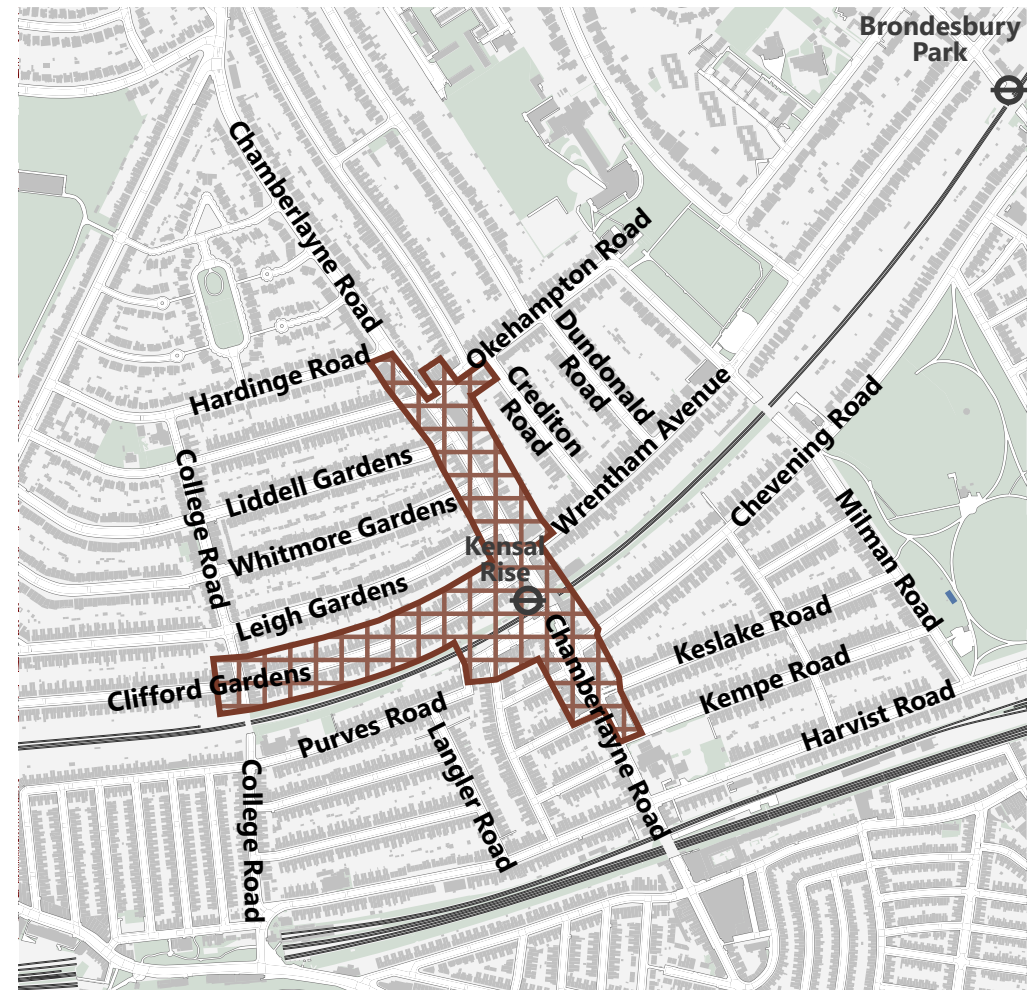 Brondesbury
Park
Chamberlayne Road
Okehampton Road
Hardinge Road
Dundonald
Road
Crediton
Road
Wrentham Avenue
Chevening Road
College Road
Liddell Gardens
Whitmore Gardens
Milman Road
Kensal
Rise
Leigh Gardens
Keslake Road
Chamberlayne Road
Clifford Gardens
Kempe Road
Purves Road
Harvist Road
Langler Road
College Road